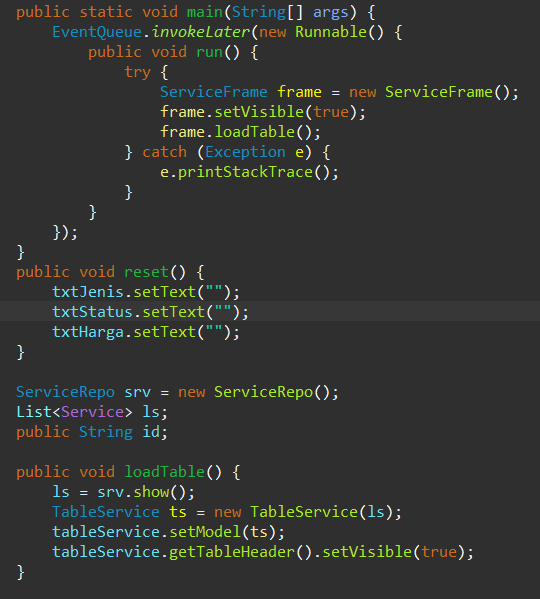 public static void main(String[] args) {
    EventQueue.invokeLater(new Runnable() {
        public void run() {
            try {
                ServiceFrame frame = new ServiceFrame();
                frame.setVisible(true);
                frame.loadTable();
            } catch (Exception e) {
                e.printStackTrace();
            }
        }
    });
}
public void reset() {
    txtJenis.setText("");
    txtStatus.setText("");
    txtHarga.setText("");
}

ServiceRepo srv = new ServiceRepo();
List<Service> ls;
public String id;

public void loadTable() {
    ls = srv.show();
    TableService ts = new TableService(ls);
    tableService.setModel(ts);
    tableService.getTableHeader().setVisible(true);
}